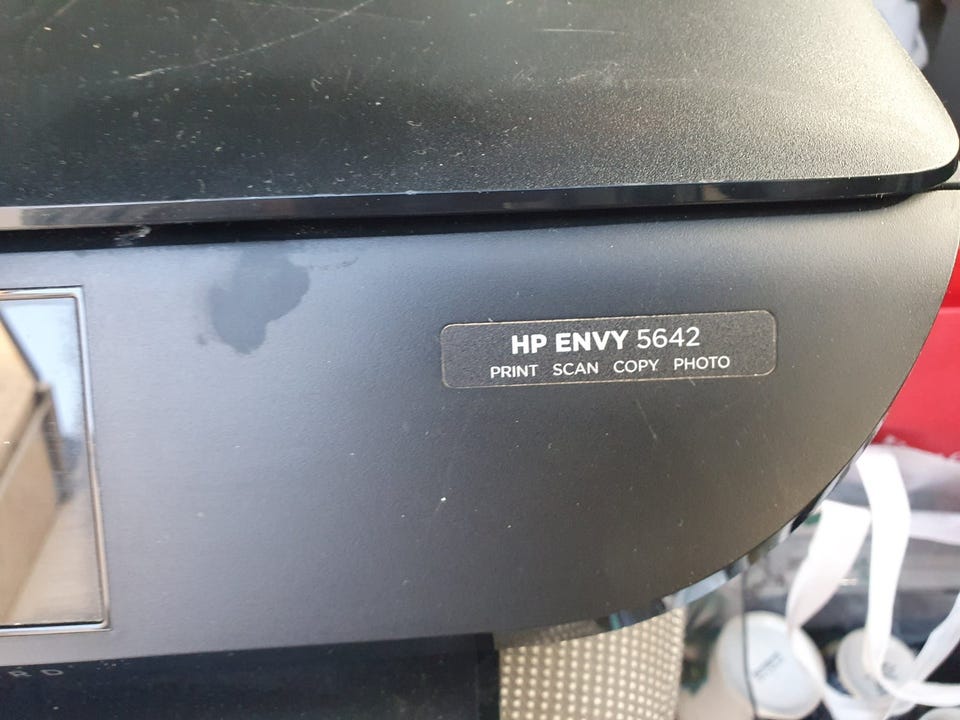 HP ENVY 5642
PRINT SCAN COPY PHOTO
R D